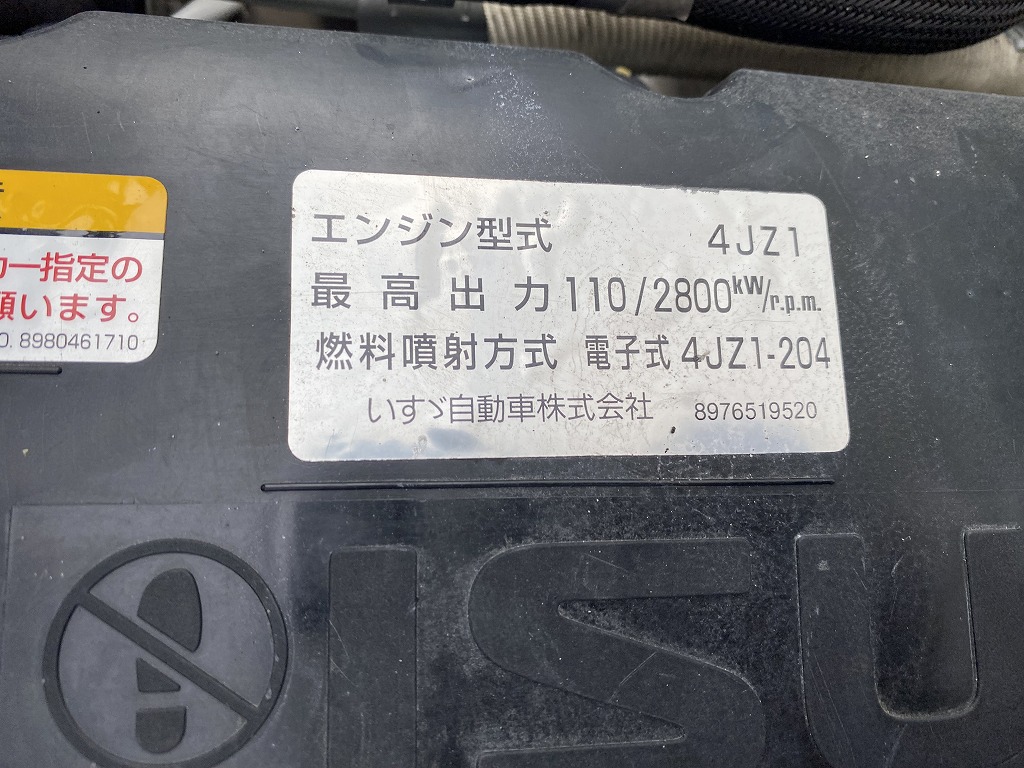 エンジン型式 4JZ1
最高出力 110/2800kW/r.p.m.
燃料噴射方式 電子式 4JZ1-204
いすゞ自動車株式会社 8976519520
カー指定の
願います。
O. 8980461710
ISU